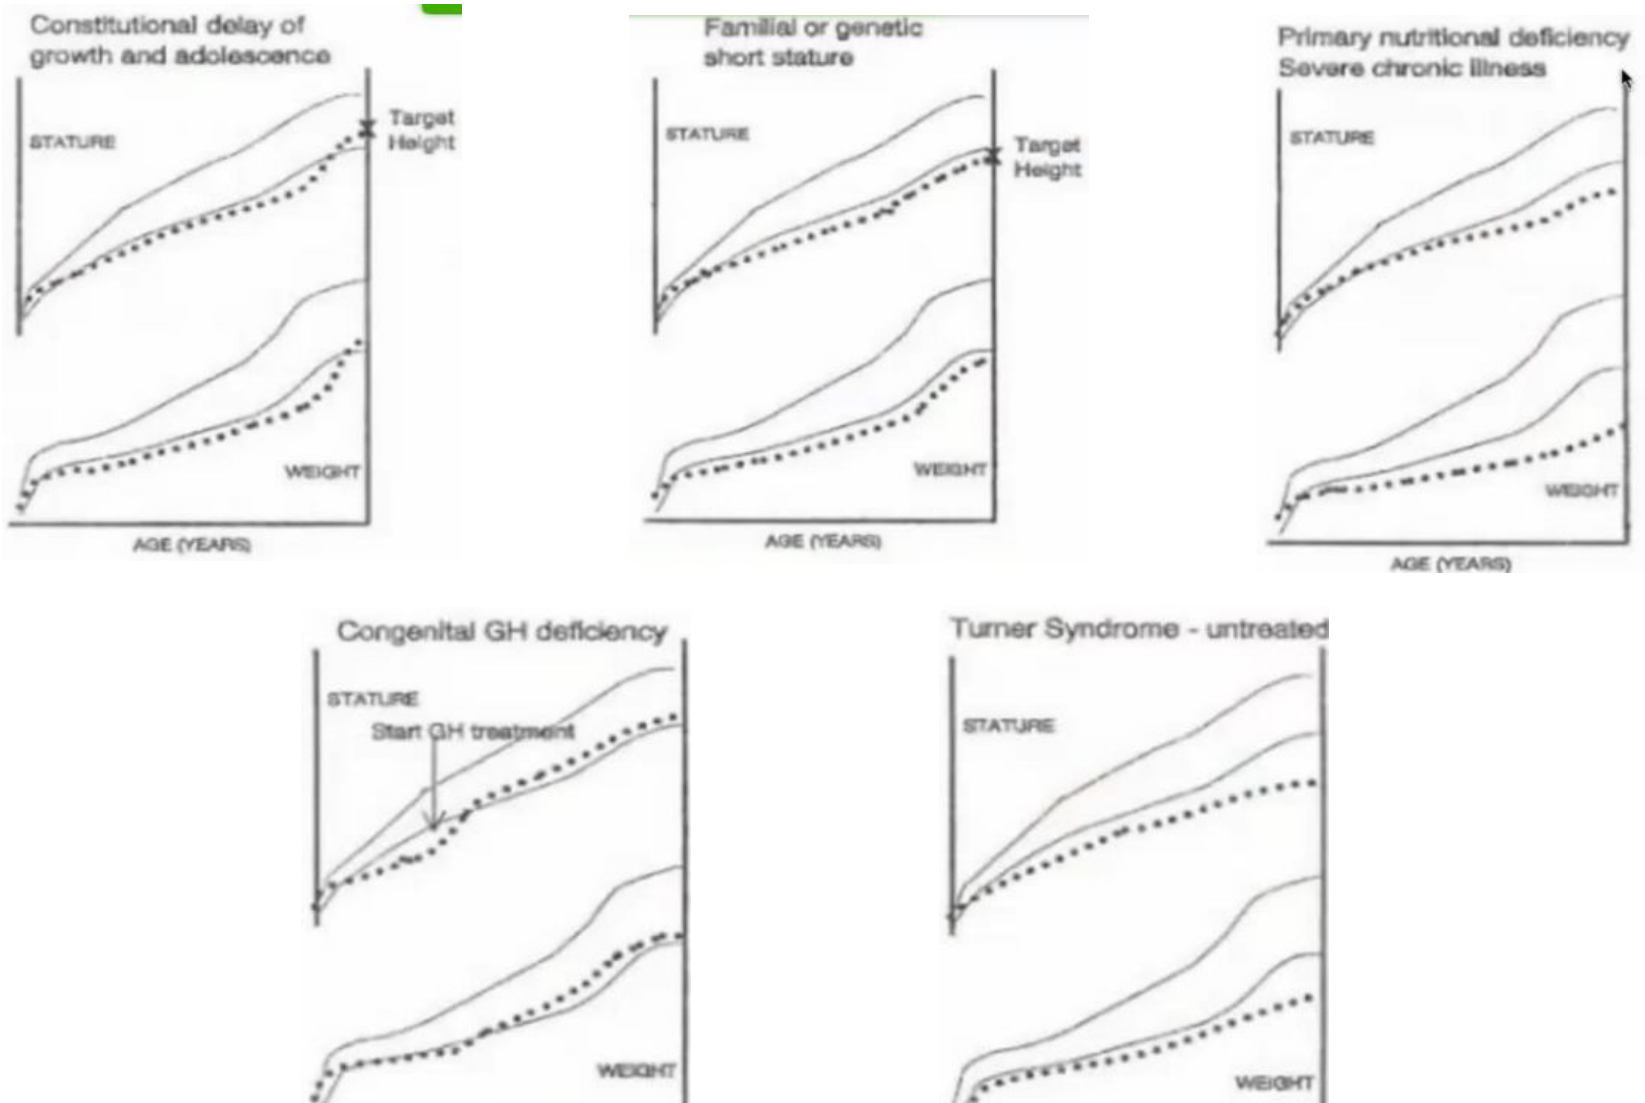 Constitutional delay of
growth and adolescence
STATURE
Target
Height
WEIGHT
AGE (YEARS)
Familial or genetic
short stature
STATURE
Target
Height
WEIGHT
AGE (YEARS)
Primary nutritional deficiency
Severe chronic illness
STATURE
WEIGHT
AGE (YEARS)
Congenital GH deficiency
STATURE
Start GH treatment
WEIGHT
Turner Syndrome - untreated
STATURE
WEIGHT